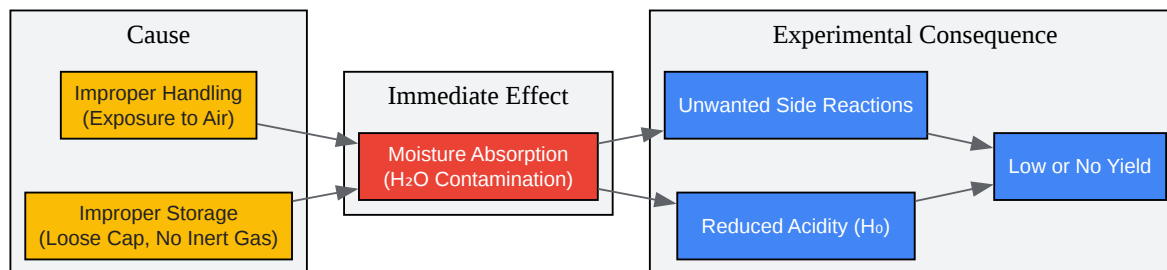 Cause
Improper Handling
(Exposure to Air)
Improper Storage
(Loose Cap, No Inert Gas)
Immediate Effect
Moisture Absorption
(H₂O Contamination)
Experimental Consequence
Unwanted Side Reactions
Reduced Acidity (H₀)
Low or No Yield